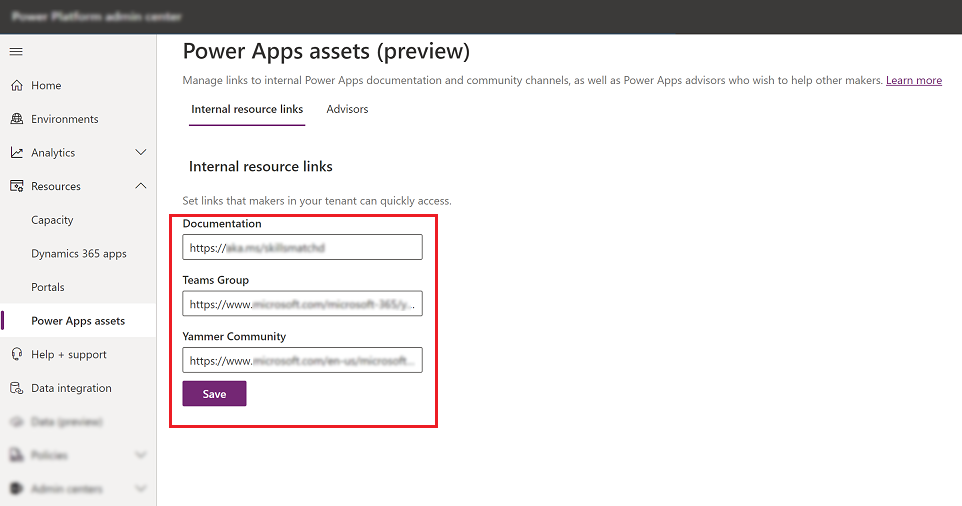 Power Platform admin center
Power Apps assets (preview)
Manage links to internal Power Apps documentation and community channels, as well as Power Apps advisors who wish to help other makers. Learn more
Internal resource links
Advisors
Home
Environments
Analytics
Resources
Capacity
Dynamics 365 apps
Portals
Power Apps assets
Help + support
Data integration
Data (preview)
Policies
Admin centers
Internal resource links
Set links that makers in your tenant can quickly access.
Documentation
https://aka.ms/skillsmatchd
Teams Group
https://www.microsoft.com/microsoft-365/y...
Yammer Community
https://www.microsoft.com/en-us/microsoft...
Save